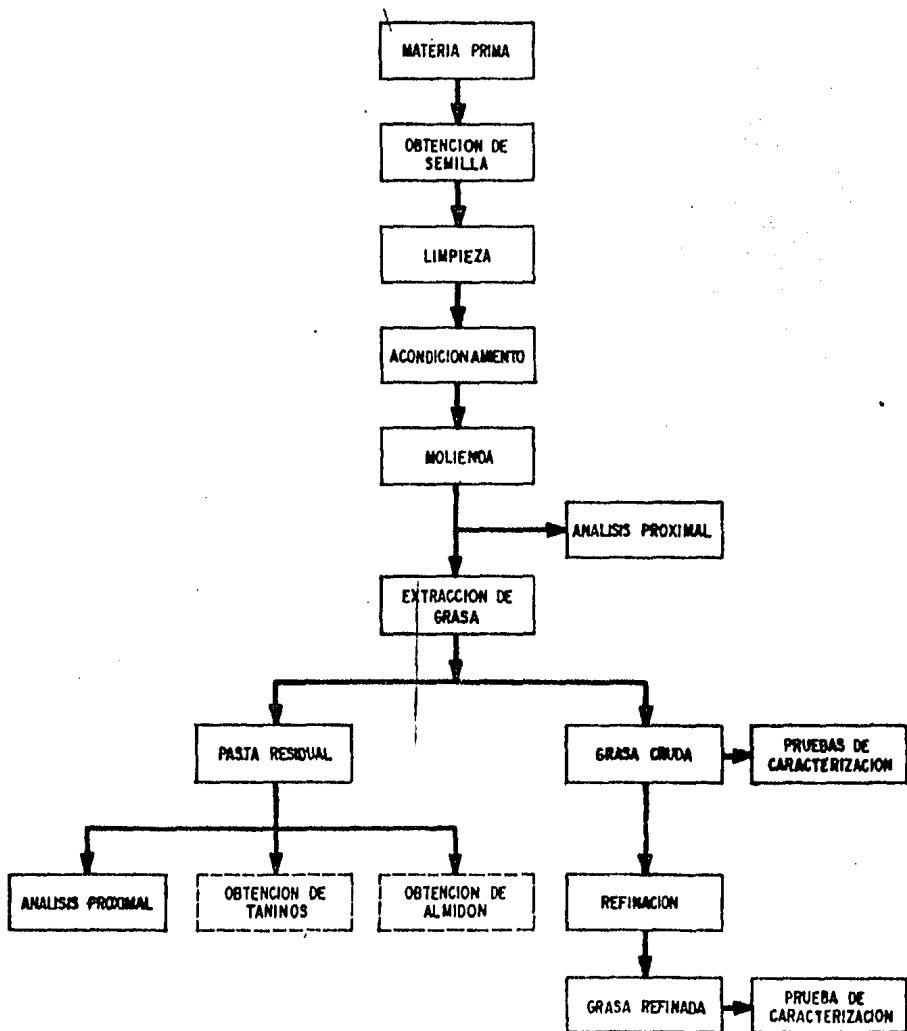 MATERIA PRIMA
OBTENCION DE
SEMILLA
LIMPIEZA
ACONDICIONAMIENTO
MOLIENDA
ANALISIS PROXIMAL
EXTRACCION DE
GRASA
PASTA RESIDUAL
GRASA CRUDA
PRUEBAS DE
CARACTERIZACION
ANALISIS PROXIMAL
OBTENCION DE
TANINOS
OBTENCION DE
ALMIDON
REFINACION
GRASA REFINADA
PRUEBA DE
CARACTERIZACION